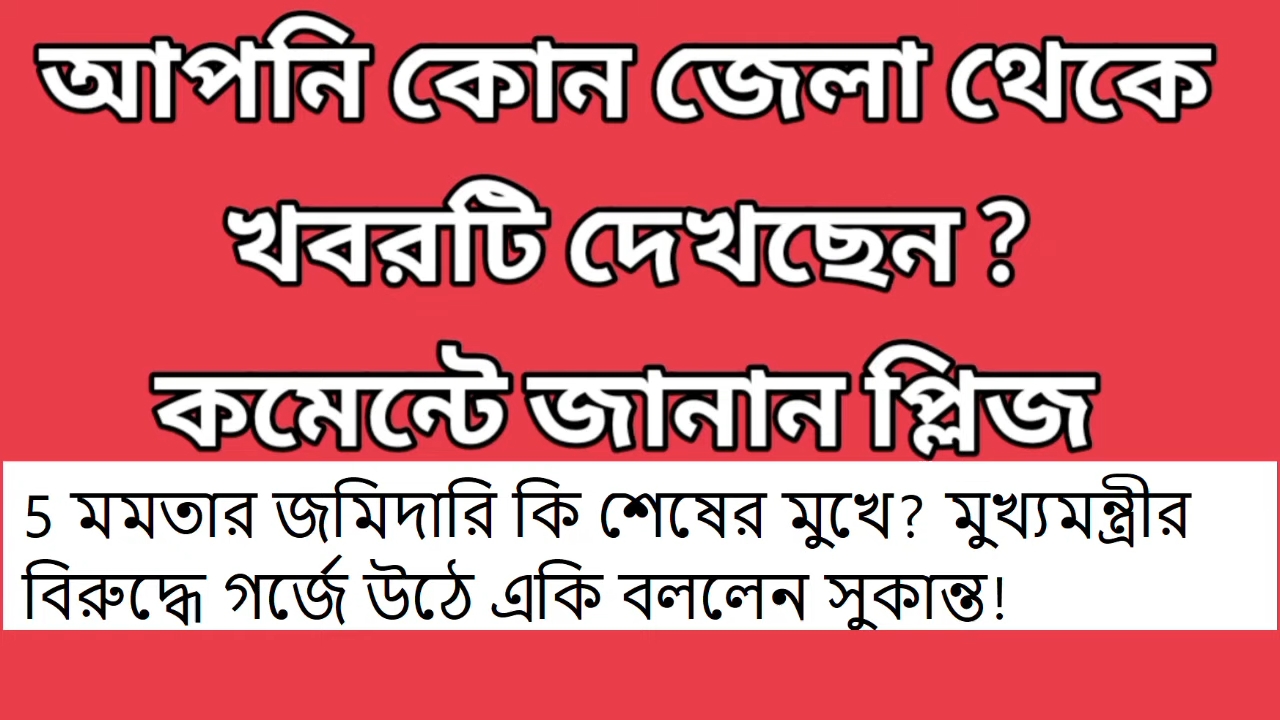 আপনি কোন জেলা থেকে
খবরটি দেখছেন ?
কমেন্টে জানান প্লিজ
5 মমতার জমিদারি কি শেষের মুখে? মুখ্যমন্ত্রীর
বিরুদ্ধে গর্জে উঠে একি বললেন সুকান্ত!